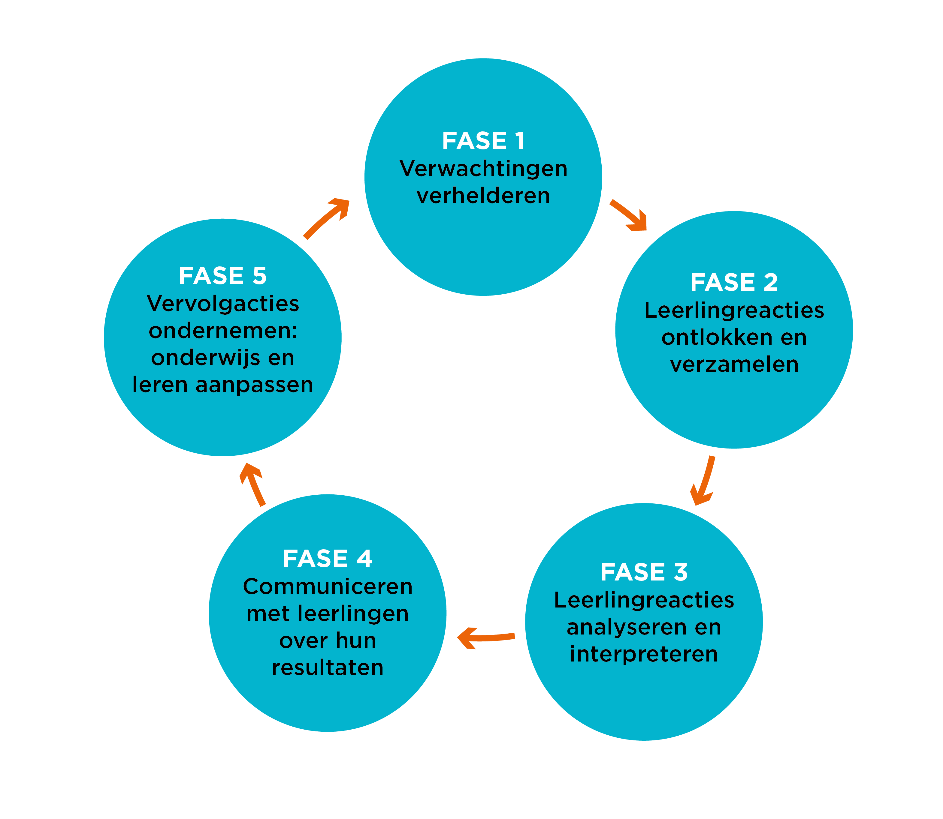 FASE 1
Verwachtingen
verhelderen
FASE 2
Leerlingreacties
ontlokken en
verzamelen
FASE 3
Leerlingreacties
analyseren en
interpreteren
FASE 4
Communiceren
met leerlingen
over hun
resultaten
FASE 5
Vervolgacties
ondernemen:
onderwijs en
leren aanpassen